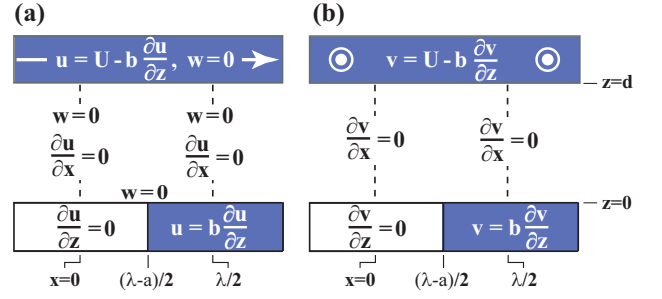 (a)
u = U - b ∂u/∂z, w=0
w=0 w=0
∂u/∂x = 0 ∂u/∂x = 0
w=0
∂u/∂z = 0 u = b ∂u/∂z
x=0 (λ-a)/2 λ/2
(b)
v = U - b ∂v/∂z
z=d
∂v/∂x = 0 ∂v/∂x = 0
z=0
∂v/∂z = 0 v = b ∂v/∂z
x=0 (λ-a)/2 λ/2